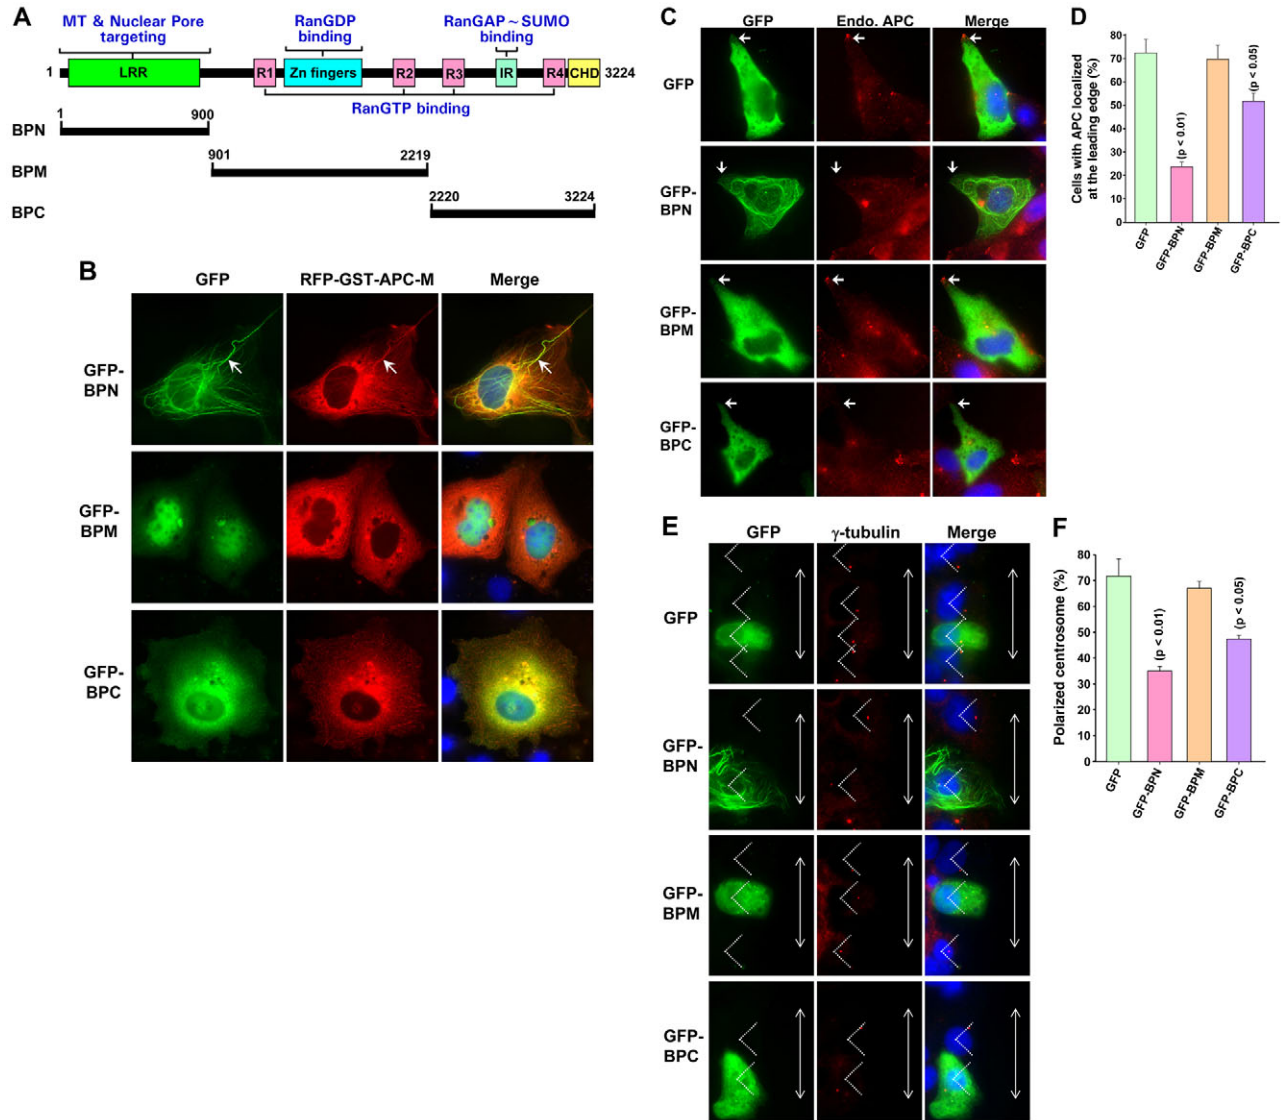 A
MT & Nuclear Pore
targeting
RanGDP
binding
RanGAP ~ SUMO
binding
1 LRR R1 Zn fingers R2 R3 IR R4 CHD 3224
RanTP binding
1 900
BPN
901 2219
BPM
2220 3224
BPC
B
GFP RFP-GST-APC-M Merge
GFP-
BPN
GFP-
BPM
GFP-
BPC
C
GFP Endo. APC Merge
GFP
GFP-
BPN
GFP-
BPM
GFP-
BPC
D
Cells with APC localized
at the leading edge (%)
80
70
60
50
40
30
20
10
0
(p < 0.01)
(p < 0.05)
GFP
GFP-BPN
GFP-BPM
GFP-BPC
E
GFP γ-tubulin Merge
GFP
GFP-
BPN
GFP-
BPM
GFP-
BPC
F
Polarized centrosome (%)
80
70
60
50
40
30
20
10
0
(p < 0.01)
(p < 0.05)
GFP
GFP-BPN
GFP-BPM
GFP-BPC